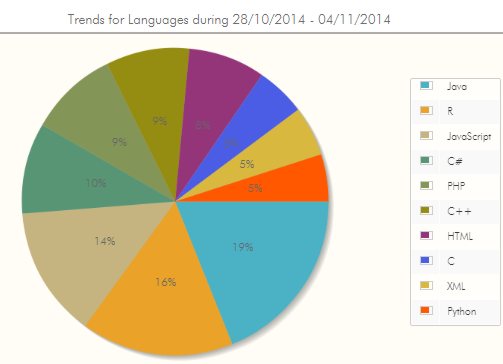 Trends for Languages during 28/10/2014 - 04/11/2014
9%
8%
9%
5%
10%
5%
14%
19%
16%
Java
R
JavaScript
C#
PHP
C++
HTML
C
XML
Python